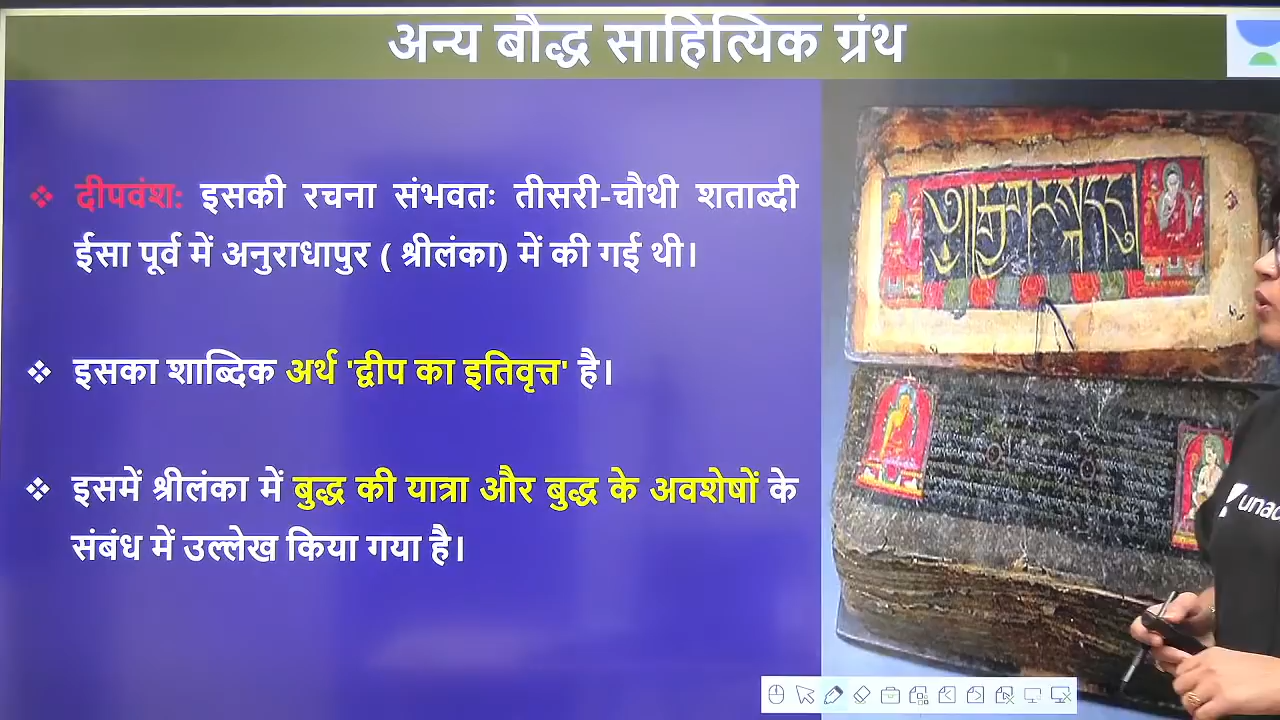 अन्य बौद्ध साहित्यिक ग्रंथ
❖ दीपवंश: इसकी रचना संभवतः तीसरी-चौथी शताब्दी
ईसा पूर्व में अनुराधापुर ( श्रीलंका) में की गई थी।
❖ इसका शाब्दिक अर्थ 'द्वीप का इतिवृत्त' है।
❖ इसमें श्रीलंका में बुद्ध की यात्रा और बुद्ध के अवशेषों के
संबंध में उल्लेख किया गया है।